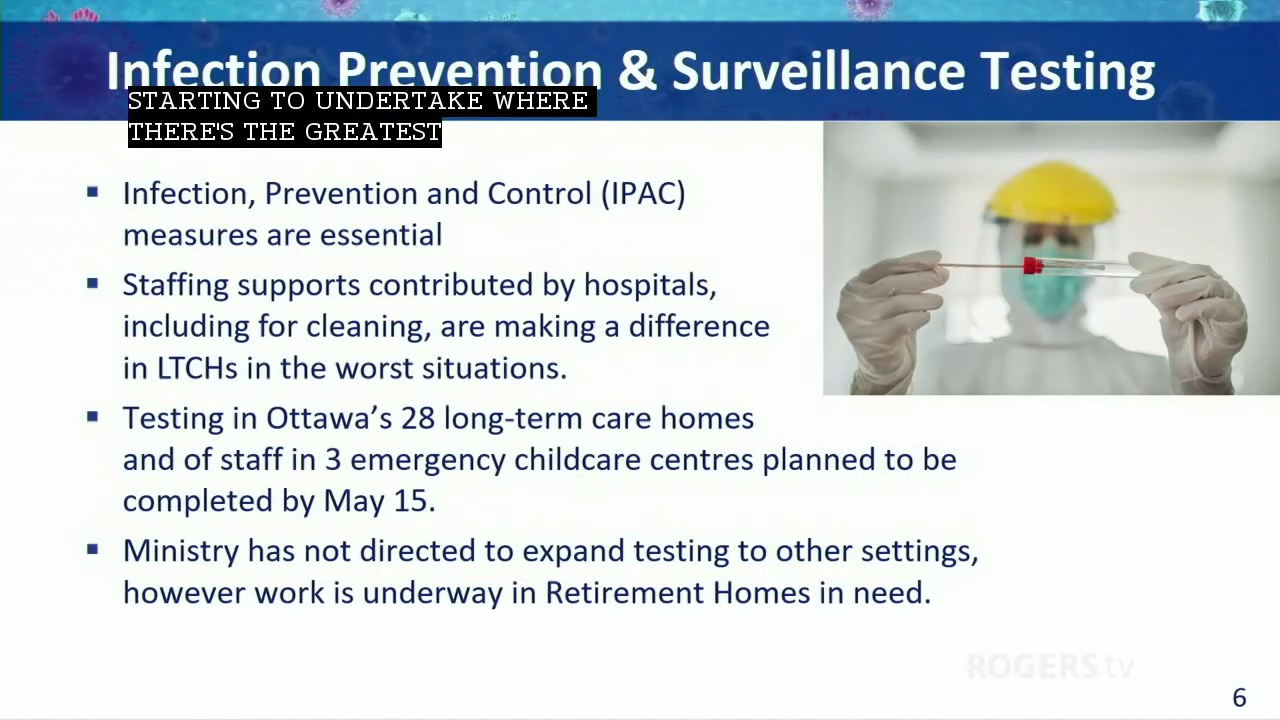 Infection Prevention & Surveillance Testing
STARTING TO UNDERTAKE WHERE
THERE'S THE GREATEST
▪ Infection, Prevention and Control (IPAC)
measures are essential
▪ Staffing supports contributed by hospitals,
including for cleaning, are making a difference
in LTCHs in the worst situations.
▪ Testing in Ottawa’s 28 long-term care homes
and of staff in 3 emergency childcare centres planned to be
completed by May 15.
▪ Ministry has not directed to expand testing to other settings,
however work is underway in Retirement Homes in need.
ROGERS tv
6